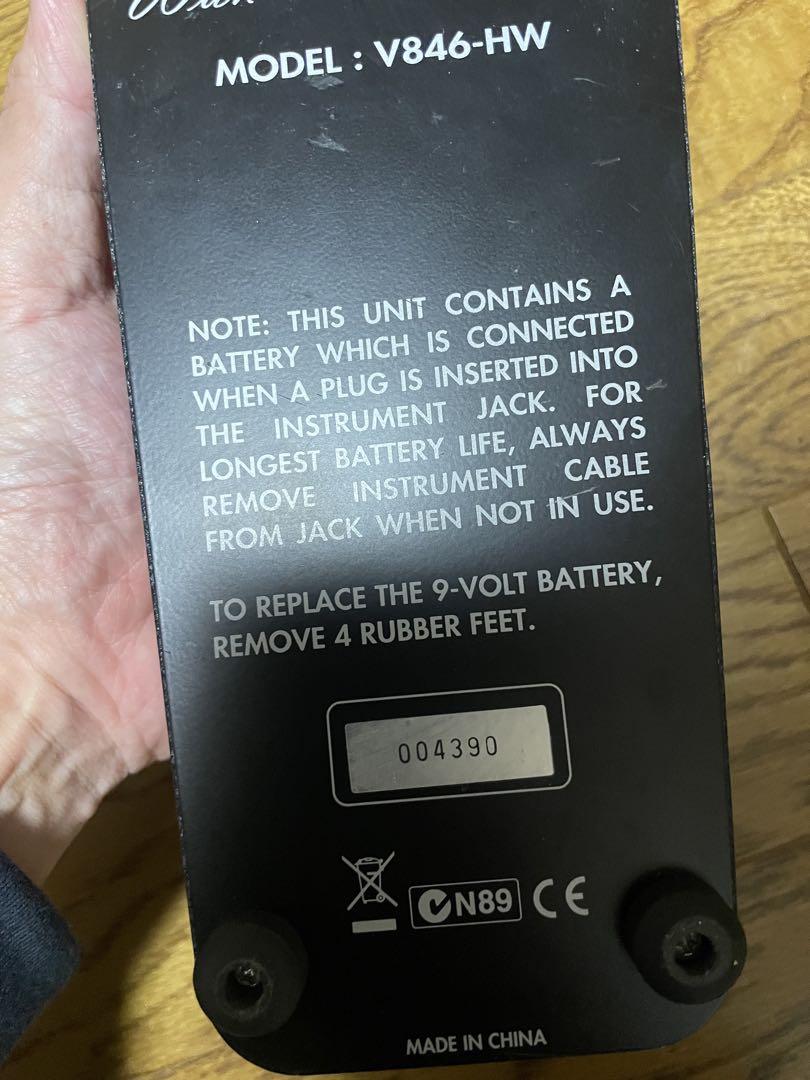 MODEL : V846-HW
NOTE: THIS UNIT CONTAINS A
BATTERY WHICH IS CONNECTED
WHEN A PLUG IS INSERTED INTO
THE INSTRUMENT JACK. FOR
LONGEST BATTERY LIFE, ALWAYS
REMOVE INSTRUMENT CABLE
FROM JACK WHEN NOT IN USE.
TO REPLACE THE 9-VOLT BATTERY,
REMOVE 4 RUBBER FEET.
004390
N89 CE
MADE IN CHINA